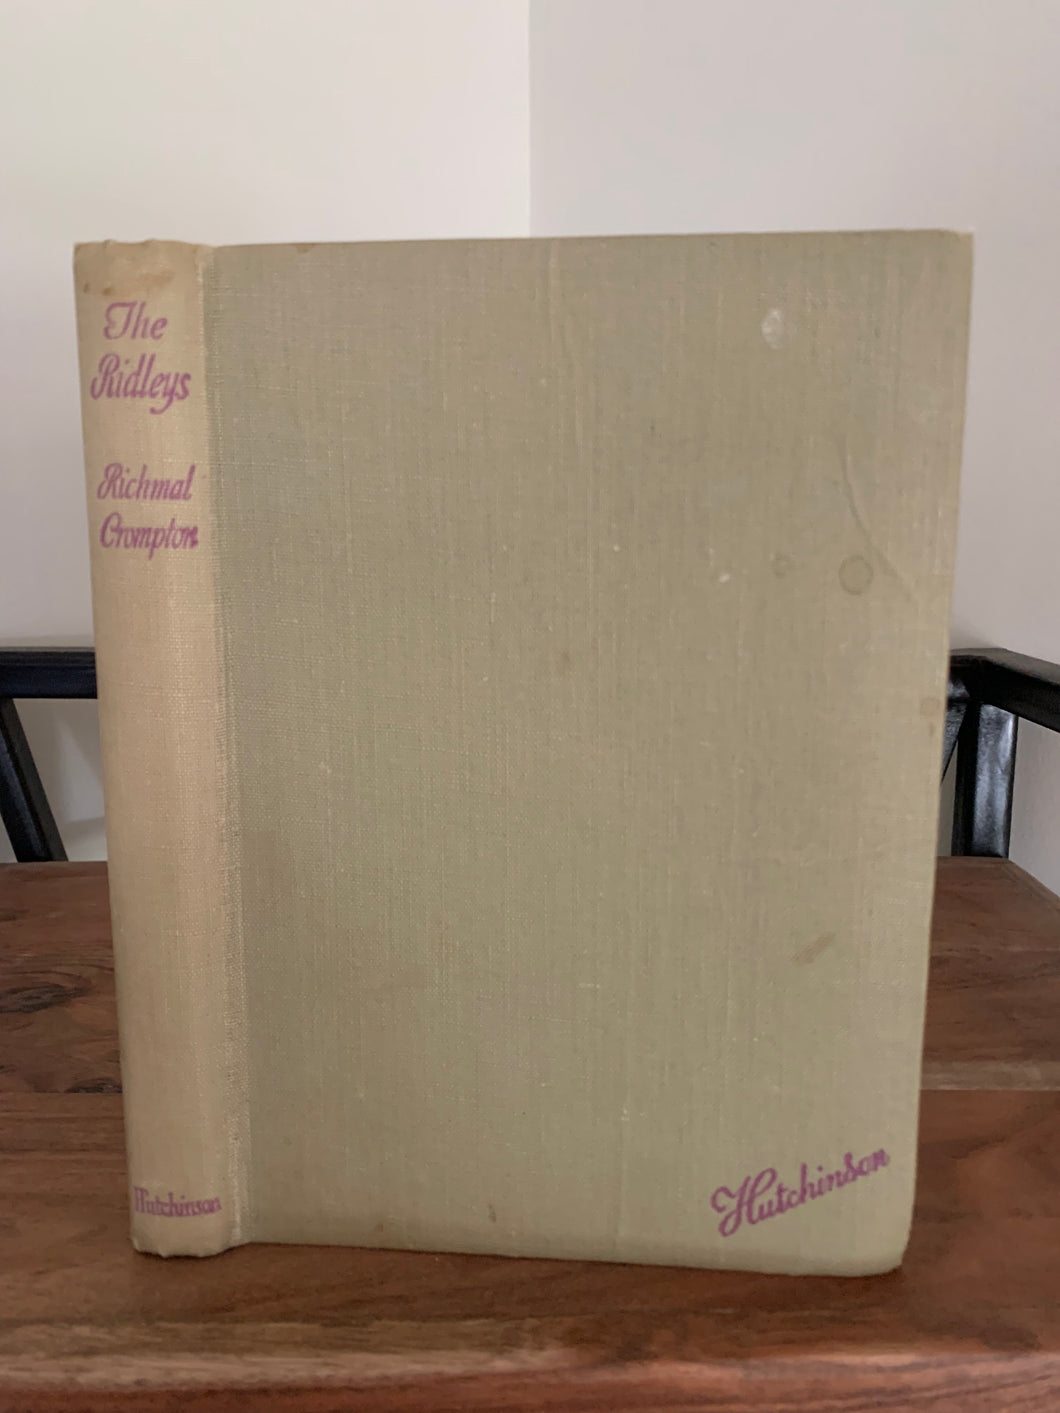 The
Ridleys
Richmal
Crompton
Hutchinson
Hutchinson